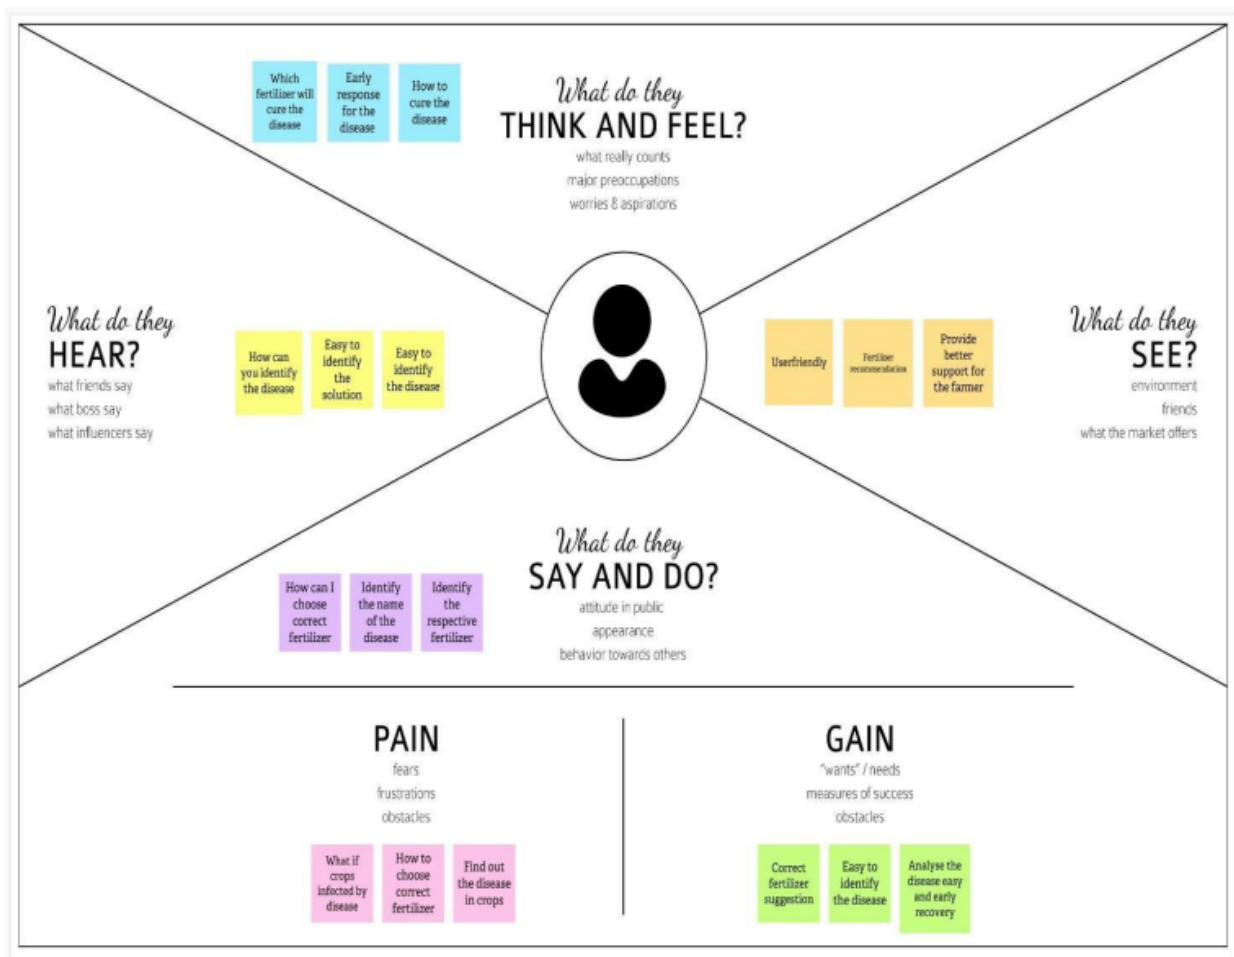 Which
fertilizer will
cure the
disease
Early
response
for the
disease
How to
cure the
disease
What do they
THINK AND FEEL?
what really counts
major preoccupations
worries & aspirations
What do they
HEAR?
what friends say
what boss say
what influencers say
How can
you identify
the disease
Easy to
identify
the
solution
Easy to
identify
the disease
Userfriendly
Fertilizer
recommendation
Provide
better
support for
the farmer
What do they
SEE?
environment
friends
what the market offers
What do they
SAY AND DO?
attitude in public
appearance
behavior towards others
How can I
choose
correct
fertilizer
Identify
the name
of the
disease
Identify
the
respective
fertilizer
PAIN
fears
frustrations
obstacles
What if
crops
infected by
disease
How to
choose
correct
fertilizer
Find out
the disease
in crops
GAIN
"wants" / needs
measures of success
obstacles
Correct
fertilizer
suggestion
Easy to
identify
the disease
Analyse the
disease easy
and early
recovery